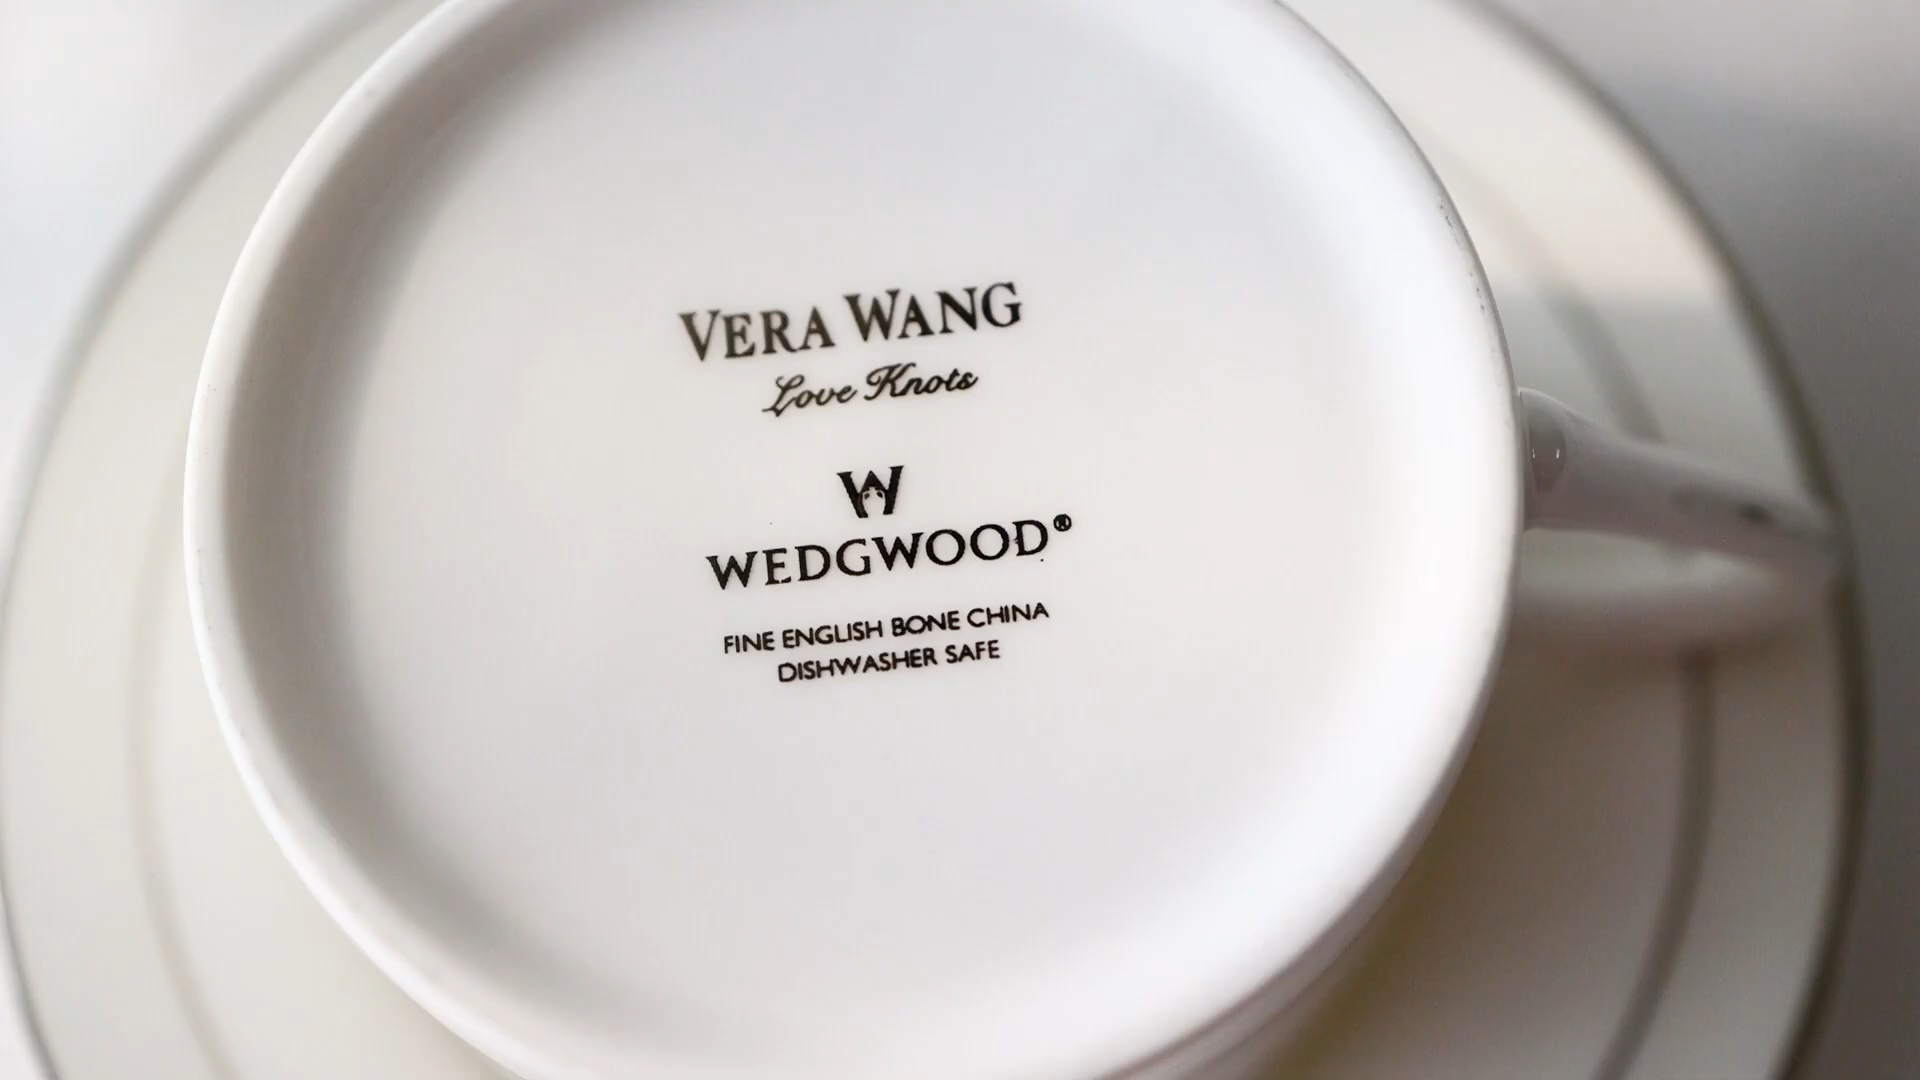 VERA WANG
Love Knots
W
WEDGWOOD®
FINE ENGLISH BONE CHINA
DISHWASHER SAFE